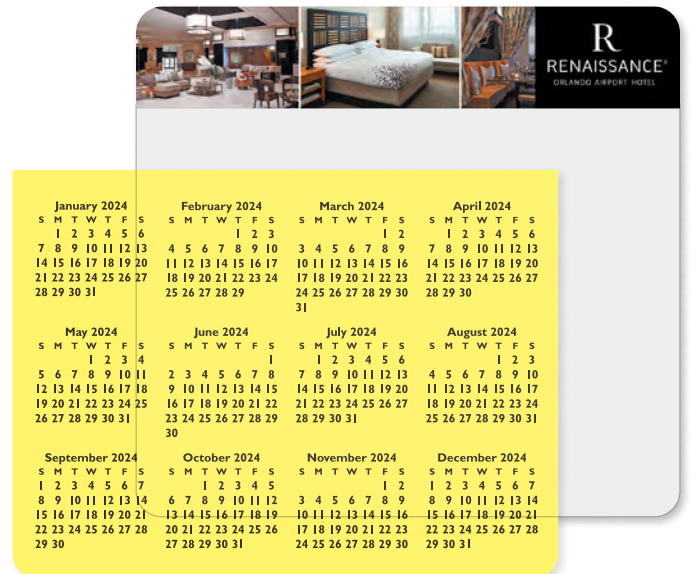 R
RENAISSANCE®
ORLANDO AIRPORT HOTEL
January 2024
S M T W T F S
1 2 3 4 5 6
7 8 9 10 11 12 13
14 15 16 17 18 19 20
21 22 23 24 25 26 27
28 29 30 31
February 2024
S M T W T F S
1 2 3
4 5 6 7 8 9 10
11 12 13 14 15 16 17
18 19 20 21 22 23 24
25 26 27 28 29
March 2024
S M T W T F S
1 2
3 4 5 6 7 8 9
10 11 12 13 14 15 16
17 18 19 20 21 22 23
24 25 26 27 28 29 30
31
April 2024
S M T W T F S
1 2 3 4 5 6
7 8 9 10 11 12 13
14 15 16 17 18 19 20
21 22 23 24 25 26 27
28 29 30
May 2024
S M T W T F S
1 2 3 4
5 6 7 8 9 10 11
12 13 14 15 16 17 18
19 20 21 22 23 24 25
26 27 28 29 30 31
June 2024
S M T W T F S
1
2 3 4 5 6 7 8
9 10 11 12 13 14 15
16 17 18 19 20 21 22
23 24 25 26 27 28 29
30
July 2024
S M T W T F S
1 2 3 4 5 6
7 8 9 10 11 12 13
14 15 16 17 18 19 20
21 22 23 24 25 26 27
28 29 30 31
August 2024
S M T W T F S
1 2 3
4 5 6 7 8 9 10
11 12 13 14 15 16 17
18 19 20 21 22 23 24
25 26 27 28 29 30 31
September 2024
S M T W T F S
1 2 3 4 5 6 7
8 9 10 11 12 13 14
15 16 17 18 19 20 21
22 23 24 25 26 27 28
29 30
October 2024
S M T W T F S
1 2 3 4 5
6 7 8 9 10 11 12
13 14 15 16 17 18 19
20 21 22 23 24 25 26
27 28 29 30 31
November 2024
S M T W T F S
1 2
3 4 5 6 7 8 9
10 11 12 13 14 15 16
17 18 19 20 21 22 23
24 25 26 27 28 29 30
December 2024
S M T W T F S
1 2 3 4 5 6 7
8 9 10 11 12 13 14
15 16 17 18 19 20 21
22 23 24 25 26 27 28
29 30 31